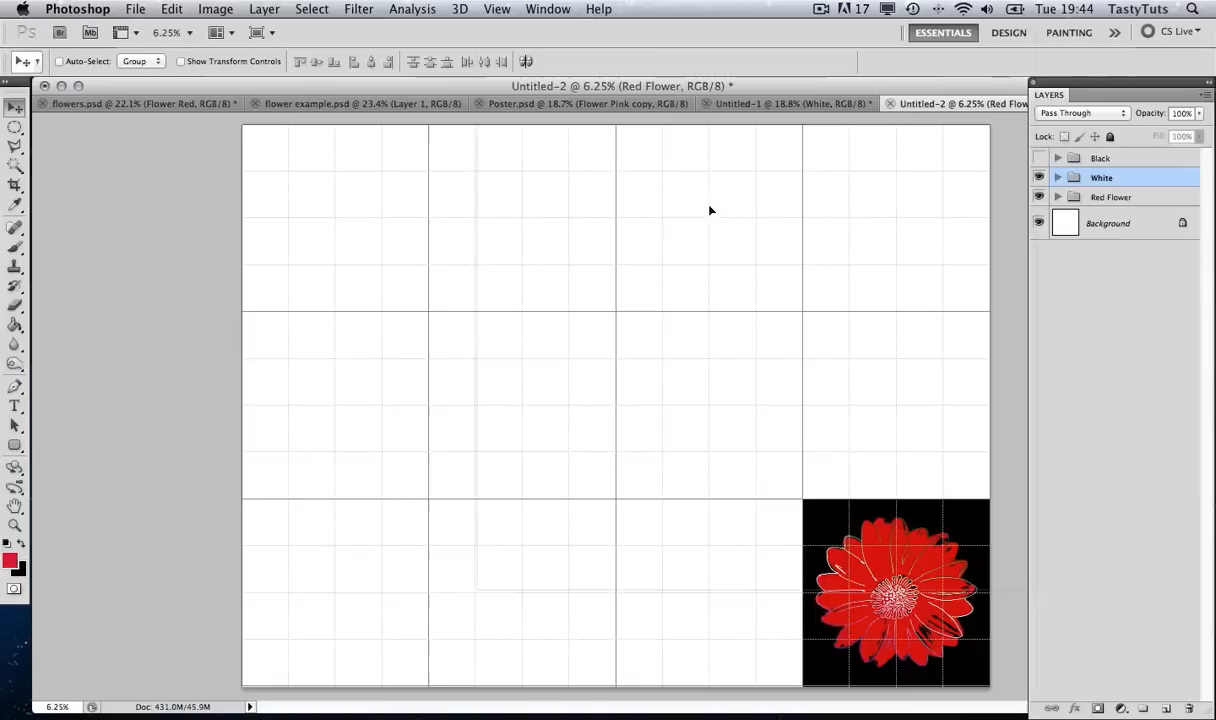 Photoshop File Edit Image Layer Select Filter Analysis 3D View Window Help 17 Tue 19:44 TastyTuts
Ps Br Mb 6.25% ESSENTIALS DESIGN PAINTING CS Live
Auto-Select: Group Show Transform Controls
Untitled-2 @ 6.25% (Red Flower, RGB/8) *
flowers.psd @ 22.1% (Flower Red, RGB/8) * flower example.psd @ 23.4% (Layer 1, RGB/8) Poster.psd @ 18.7% (Flower Pink copy, RGB/8) Untitled-1 @ 18.8% (White, RGB/8) * Untitled-2 @ 6.25% (Red Flow
LAYERS
Pass Through Opacity: 100%
Lock: Fill: 100%
Black
White
Red Flower
Background
6.25% Doc: 431.0M/45.9M